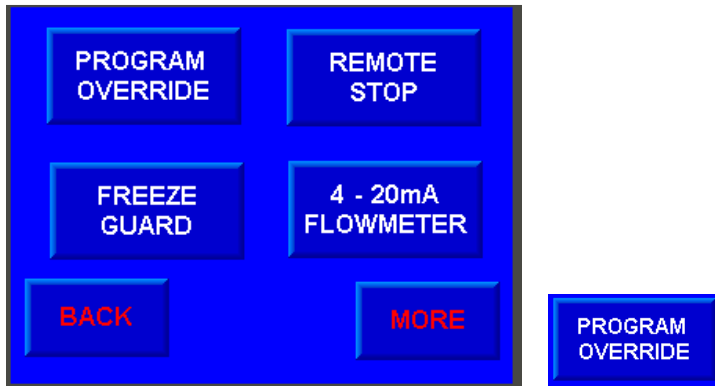 PROGRAM
OVERRIDE
REMOTE
STOP
FREEZE
GUARD
4 - 20mA
FLOWMETER
BACK
MORE
PROGRAM
OVERRIDE